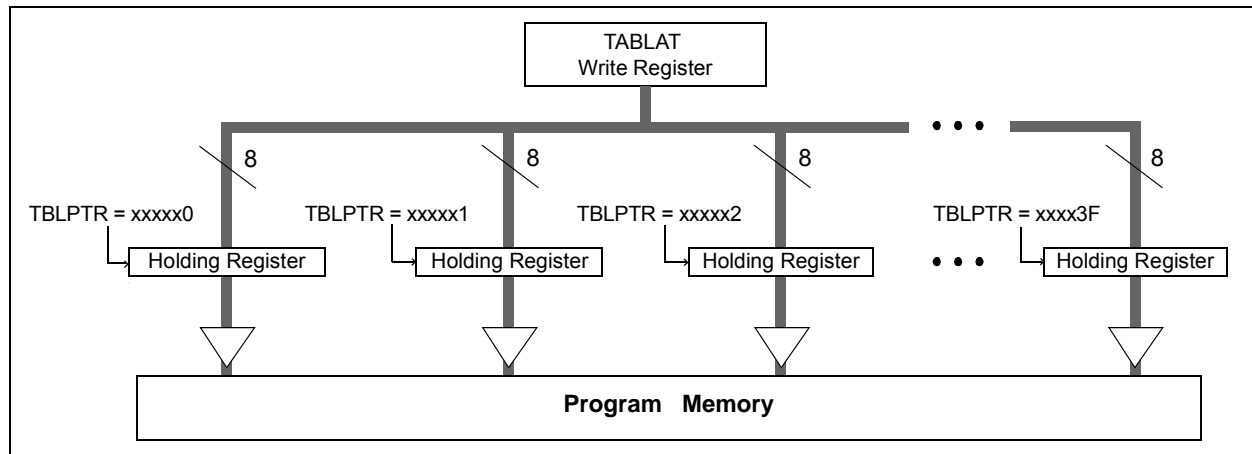 TABLAT
Write Register
• • •
8
8
8
8
TBLPTR = xxxxx0
TBLPTR = xxxxx1
TBLPTR = xxxxx2
TBLPTR = xxxx3F
Holding Register
Holding Register
Holding Register
• • •
Holding Register
Program Memory